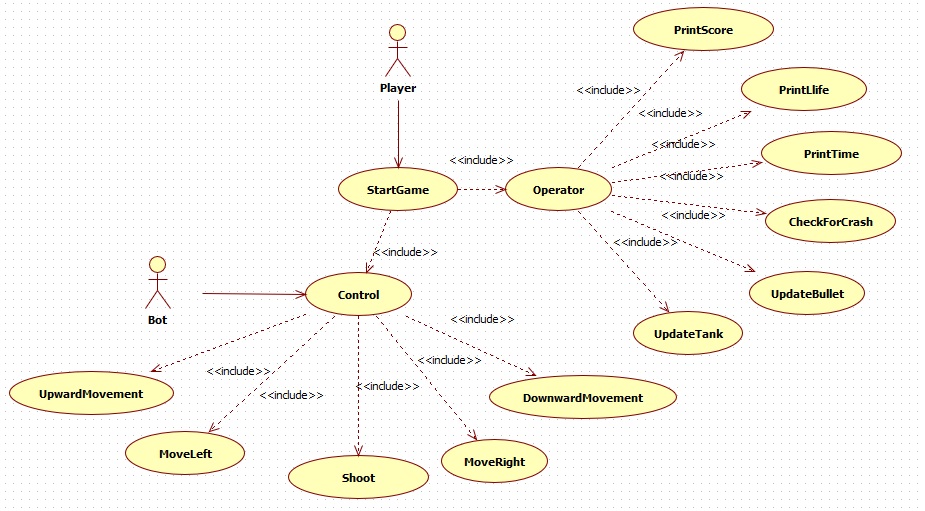 PrintScore
Player
<<include>>
PrintLlife
<<include>>
<<include>>
PrintTime
<<include>>
<<include>>
StartGame
Operator
<<include>>
CheckForCrash
<<include>>
<<include>>
Control
UpdateBullet
Bot
<<include>>
UpdateTank
<<include>>
<<include>>
<<include>>
<<include>>
UpwardMovement
DownwardMovement
MoveLeft
MoveRight
Shoot